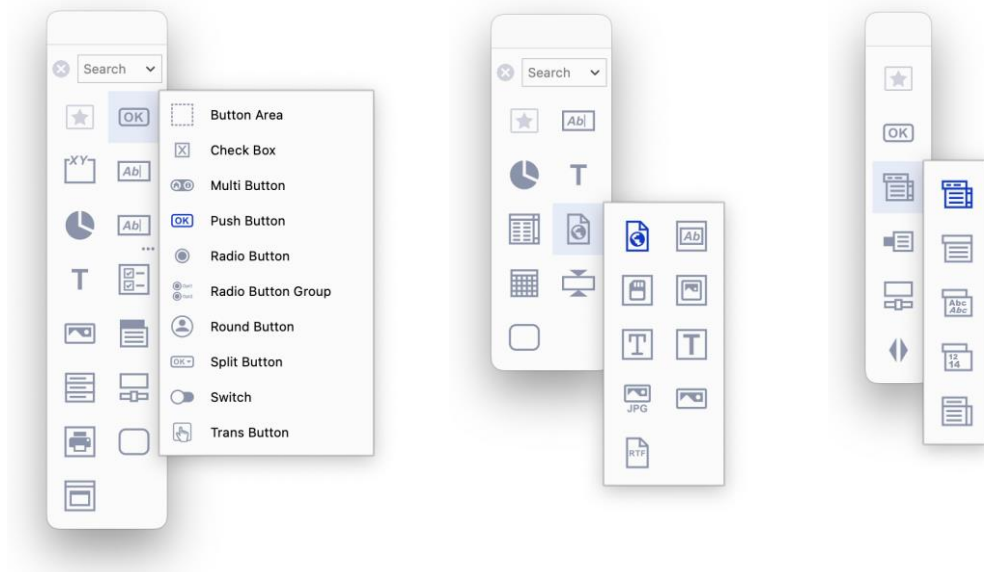 Search
OK
XY
Ab
Ab
T
Button Area
Check Box
Multi Button
OK
Push Button
Radio Button
Radio Button Group
Round Button
OK
Split Button
Switch
Trans Button
Search
Ab
T
Ab
T
T
JPG
RTF
OK
Abc
Abc
12
14